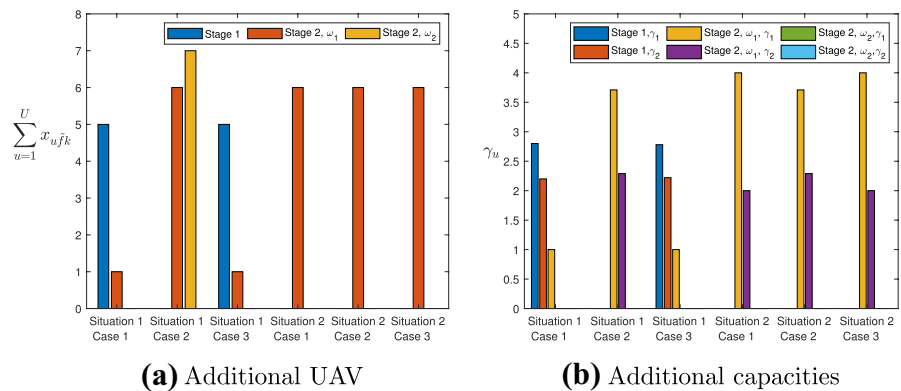 8
7
6
5
4
3
2
1
0
Stage 1 Stage 2, ω₁ Stage 2, ω₂
∑_{u=1}^{U} x_{uf̃k}
Situation 1 Case 1
Situation 1 Case 2
Situation 1 Case 3
Situation 2 Case 1
Situation 2 Case 2
Situation 2 Case 3
(a) Additional UAV
5
4.5
4
3.5
3
2.5
2
1.5
1
0.5
0
Stage 1,γ₁ Stage 2, ω₁, γ₁ Stage 2, ω₂,γ₁
Stage 1,γ₂ Stage 2, ω₁, γ₂ Stage 2, ω₂,γ₂
γᵤ
Situation 1 Case 1
Situation 1 Case 2
Situation 1 Case 3
Situation 2 Case 1
Situation 2 Case 2
Situation 2 Case 3
(b) Additional capacities